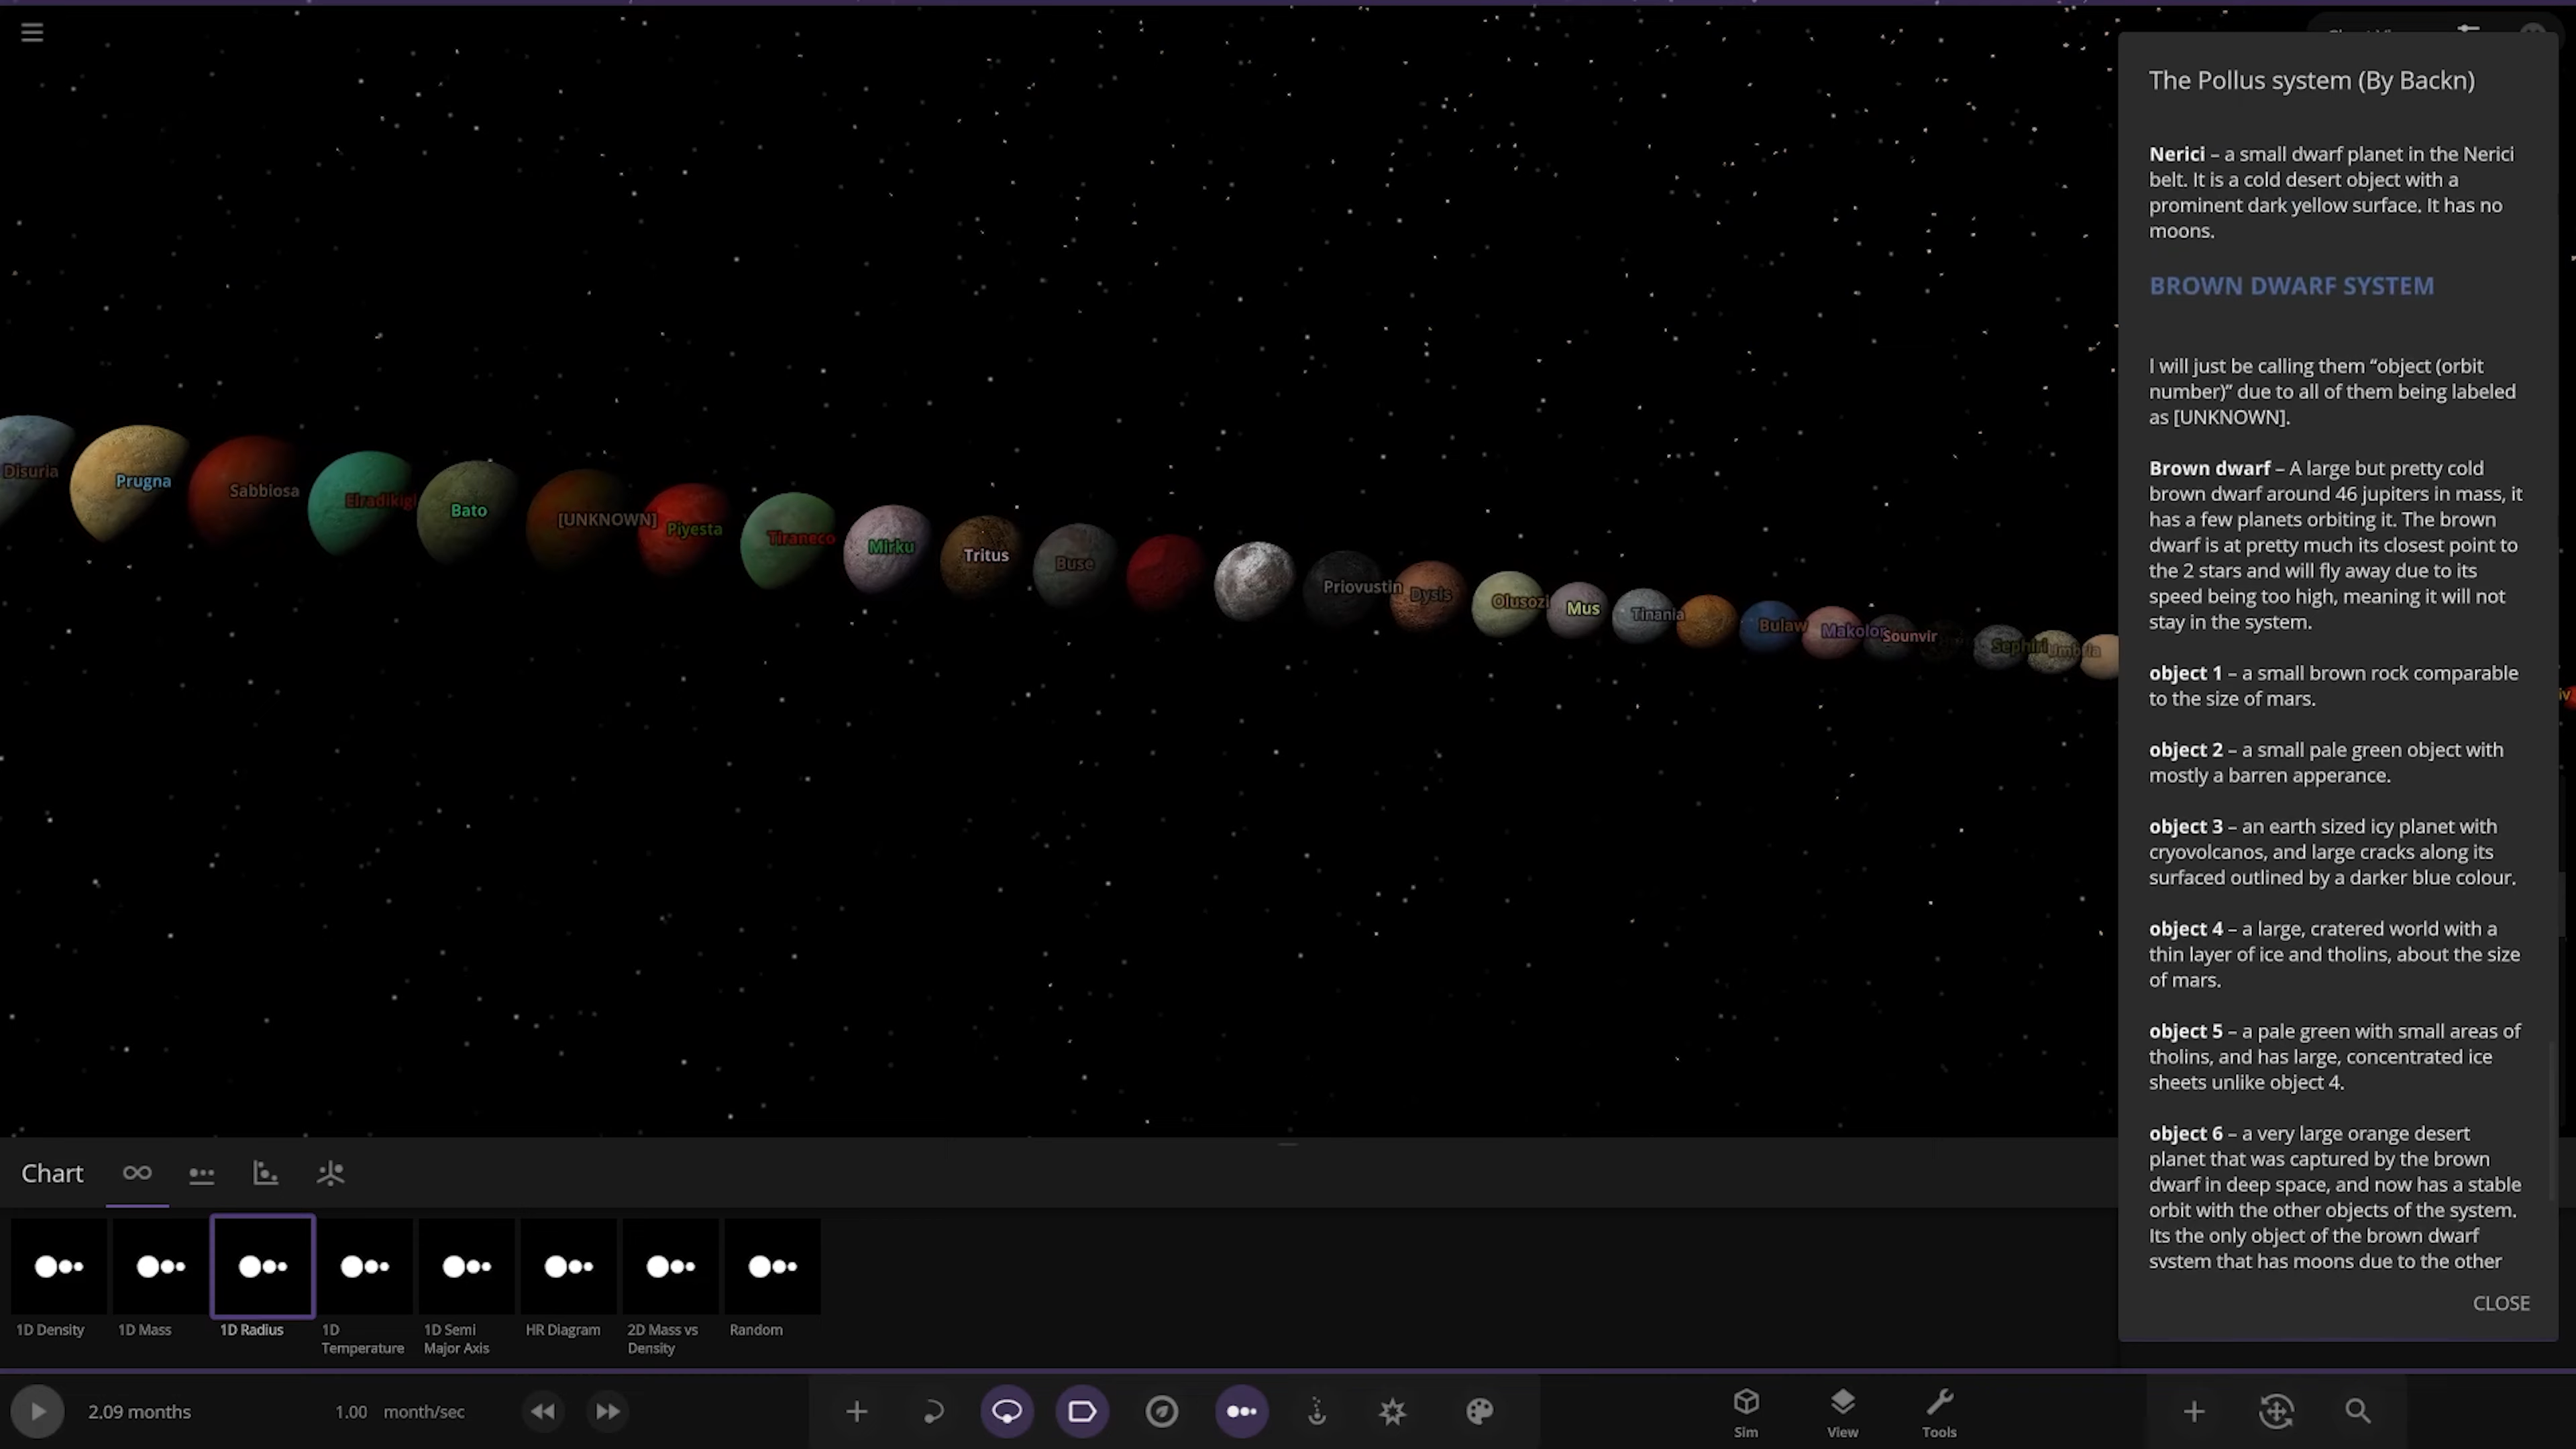 The Pollus system (By Backn)
Nerici – a small dwarf planet in the Nerici
belt. It is a cold desert object with a
prominent dark yellow surface. It has no
moons.
BROWN DWARF SYSTEM
I will just be calling them “object (orbit
number)” due to all of them being labeled
as [UNKNOWN].
Brown dwarf – A large but pretty cold
brown dwarf around 46 jupiters in mass, it
has a few planets orbiting it. The brown
dwarf is at pretty much its closest point to
the 2 stars and will fly away due to its
speed being too high, meaning it will not
stay in the system.
object 1 – a small brown rock comparable
to the size of mars.
object 2 – a small pale green object with
mostly a barren apperance.
object 3 – an earth sized icy planet with
cryovolcanos, and large cracks along its
surfaced outlined by a darker blue colour.
object 4 – a large, cratered world with a
thin layer of ice and tholins, about the size
of mars.
object 5 – a pale green with small areas of
tholins, and has large, concentrated ice
sheets unlike object 4.
object 6 – a very large orange desert
planet that was captured by the brown
dwarf in deep space, and now has a stable
orbit with the other objects of the system.
Its the only object of the brown dwarf
system that has moons due to the other
CLOSE
Disuria
Prugna
Sabbiosa
Elradikigi
Bato
[UNKNOWN]
Piyesta
Tiraneco
Mirku
Tritus
Buse
Priovustin
Dysis
Olusozi
Mus
Tinania
Bulaw
Makolor
Sounvir
Sephiri
Umbria
Chart
1D Density
1D Mass
1D Radius
1D
Temperature
1D Semi
Major Axis
HR Diagram
2D Mass vs
Density
Random
2.09 months
1.00 month/sec
Sim
View
Tools